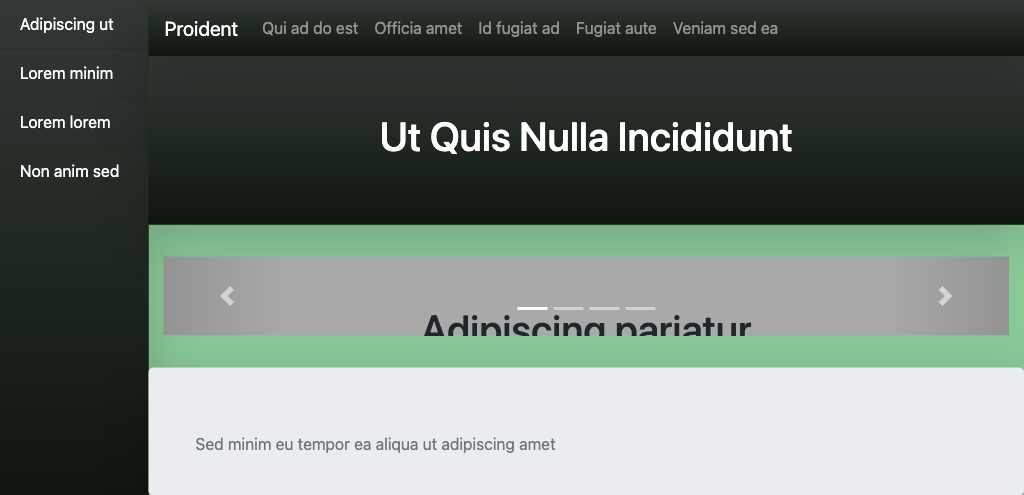 Adipiscing ut
Lorem minim
Lorem lorem
Non anim sed
Proident
Qui ad do est
Officia amet
Id fugiat ad
Fugiat aute
Veniam sed ea
Ut Quis Nulla Incididunt
Adipiscing pariatur
Sed minim eu tempor ea aliqua ut adipiscing amet